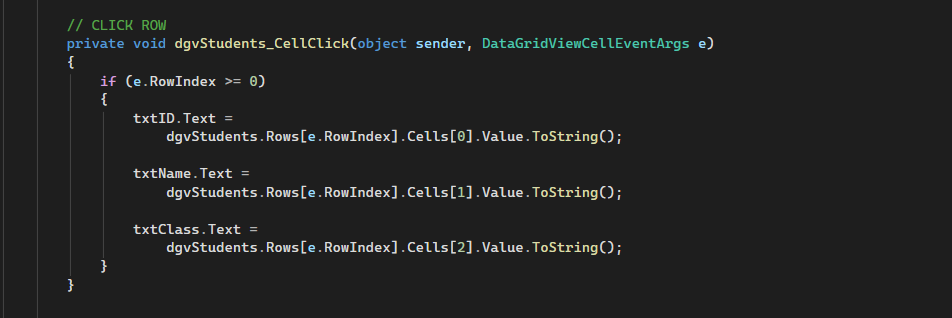 // CLICK ROW
private void dgvStudents_CellClick(object sender, DataGridViewCellEventArgs e)
{
if (e.RowIndex >= 0)
{
txtID.Text =
dgvStudents.Rows[e.RowIndex].Cells[0].Value.ToString();
txtName.Text =
dgvStudents.Rows[e.RowIndex].Cells[1].Value.ToString();
txtClass.Text =
dgvStudents.Rows[e.RowIndex].Cells[2].Value.ToString();
}
}